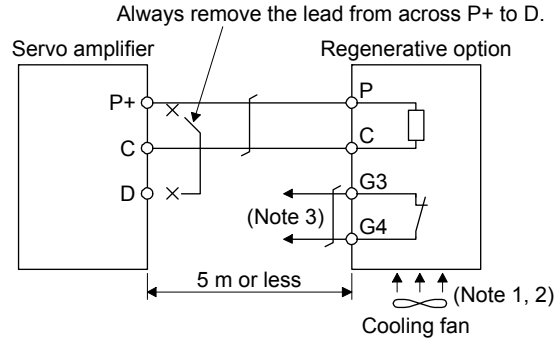 Always remove the lead from across P+ to D.
Servo amplifier
Regenerative option
P+
P
C
C
D
G3
(Note 3)
G4
5 m or less
(Note 1, 2)
Cooling fan